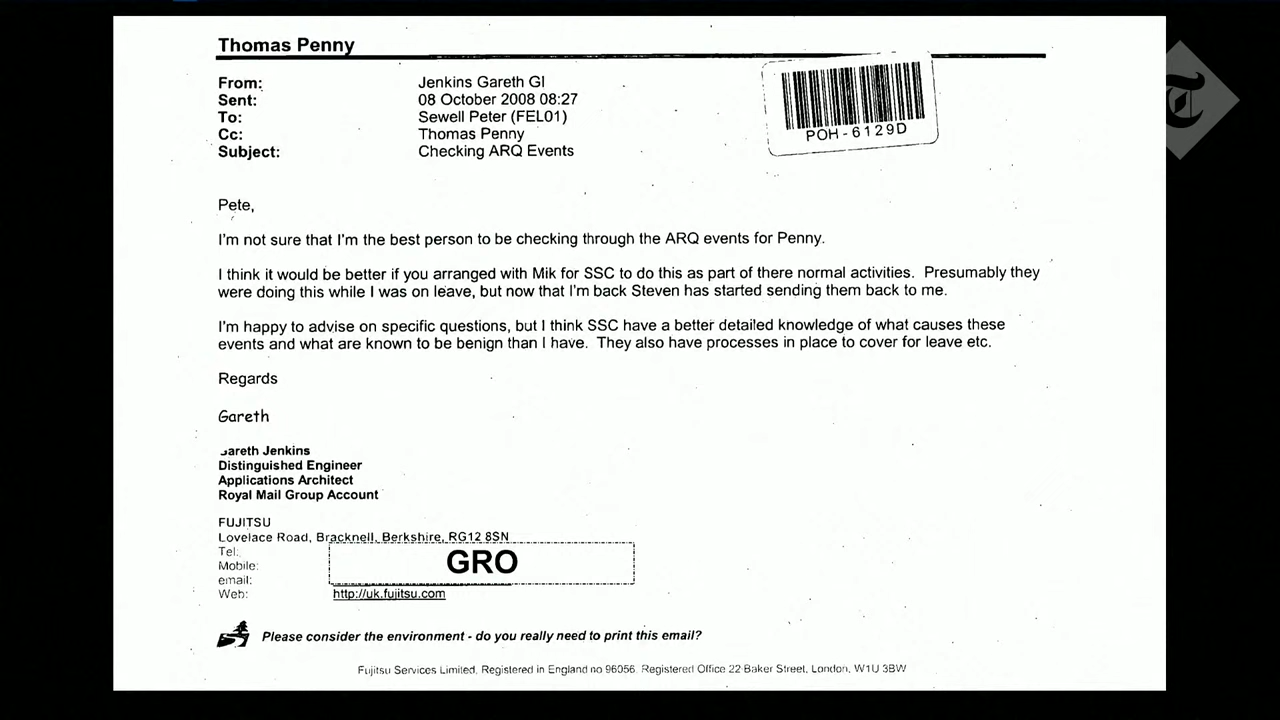 Thomas Penny
From: Jenkins Gareth GI
Sent: 08 October 2008 08:27
To: Sewell Peter (FEL01)
Cc: Thomas Penny
Subject: Checking ARQ Events
POH-6129D
T
Pete,
I'm not sure that I'm the best person to be checking through the ARQ events for Penny.
I think it would be better if you arranged with Mik for SSC to do this as part of there normal activities. Presumably they
were doing this while I was on leave, but now that I'm back Steven has started sending them back to me.
I'm happy to advise on specific questions, but I think SSC have a better detailed knowledge of what causes these
events and what are known to be benign than I have. They also have processes in place to cover for leave etc.
Regards
Gareth
Gareth Jenkins
Distinguished Engineer
Applications Architect
Royal Mail Group Account
FUJITSU
Lovelace Road, Bracknell, Berkshire, RG12 8SN
Tel:
Mobile:
GRO
email:
Web: http://uk.fujitsu.com
Please consider the environment - do you really need to print this email?
Fujitsu Services Limited, Registered in England no 96056, Registered Office 22 Baker Street, London, W1U 3BW